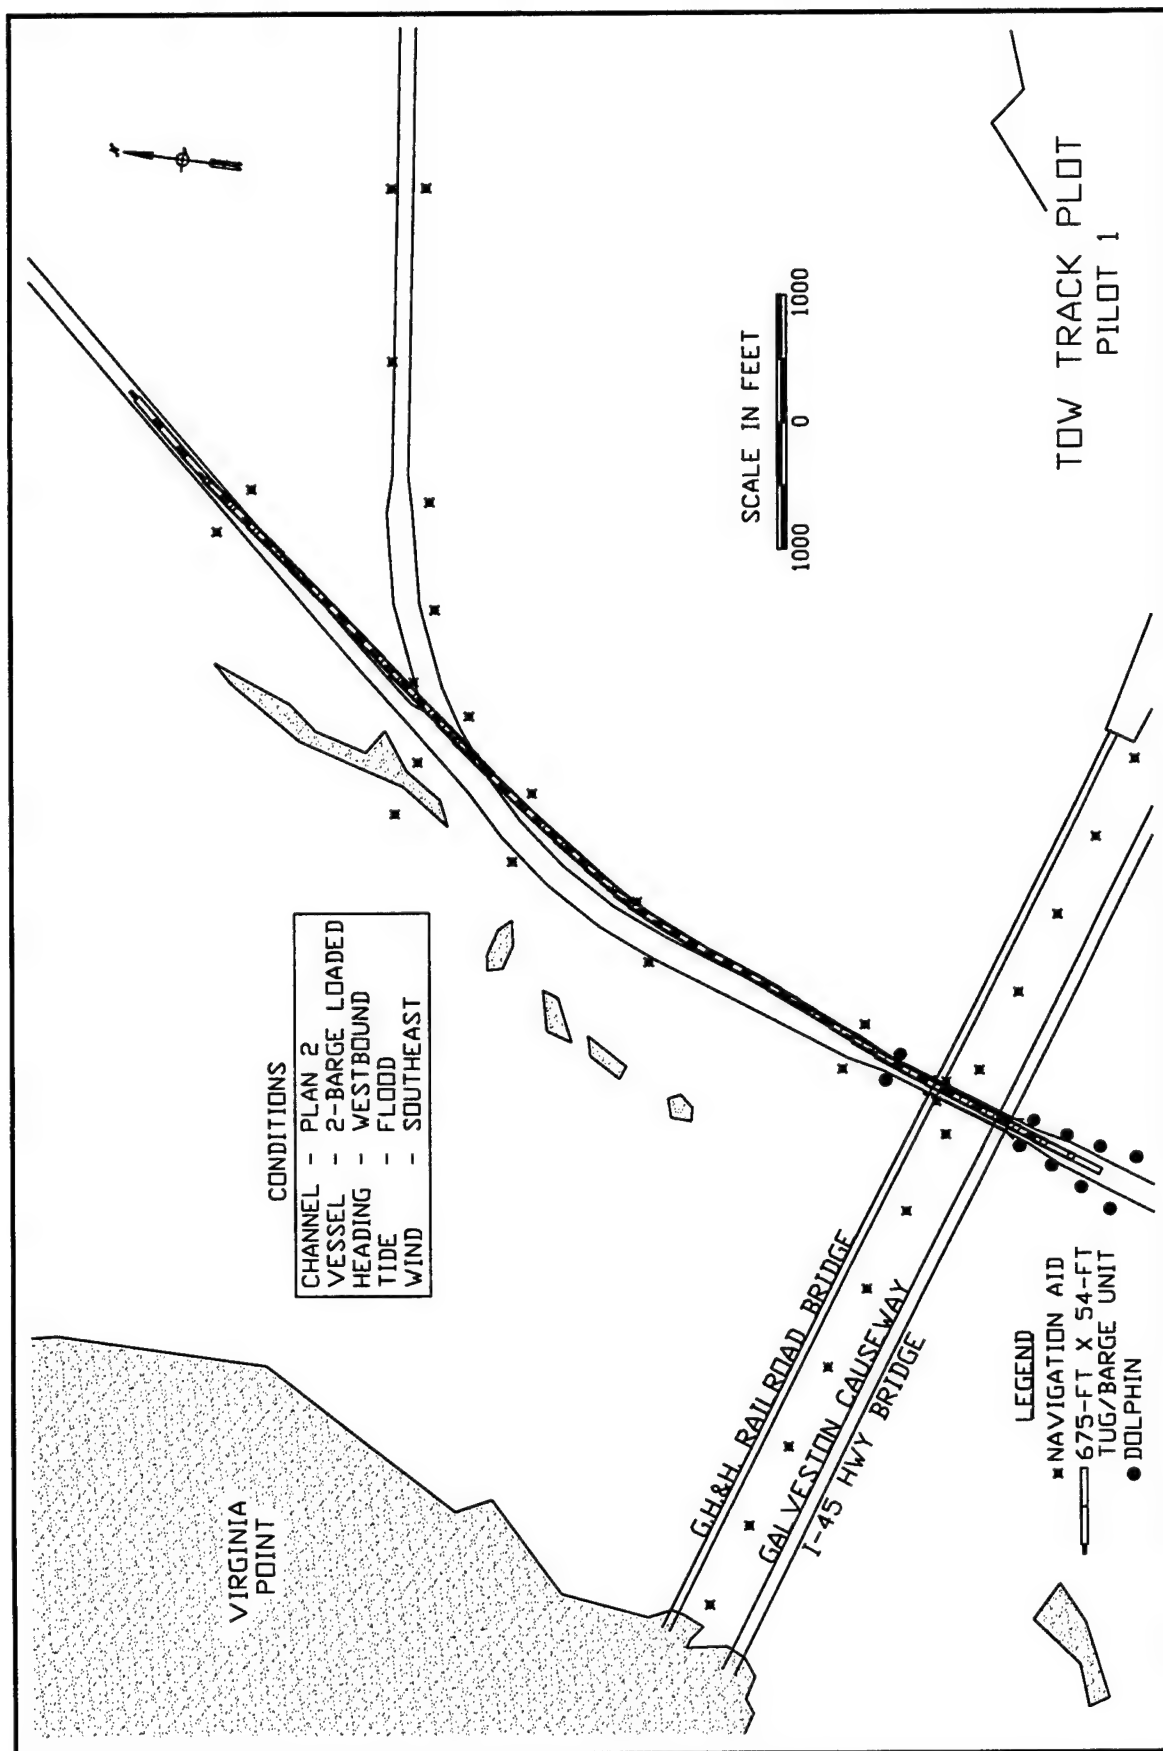 N
VIRGINIA
POINT
CONDITIONS
CHANNEL - PLAN 2
VESSEL - 2-BARGE LOADED
HEADING - WESTBOUND
TIDE - FLOOD
WIND - SOUTHEAST
G.H.&H. RAILROAD BRIDGE
GALVESTON CAUSEWAY
I-45 HWY BRIDGE
SCALE IN FEET
1000 0 1000
LEGEND
NAVIGATION AID
675-FT X 54-FT
TUG/BARGE UNIT
DOLPHIN
TOW TRACK PLOT
PILOT 1